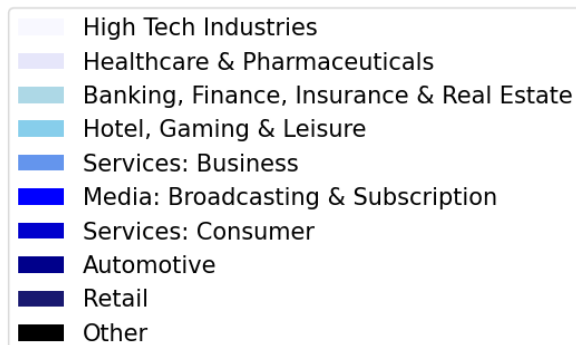 High Tech Industries
Healthcare & Pharmaceuticals
Banking, Finance, Insurance & Real Estate
Hotel, Gaming & Leisure
Services: Business
Media: Broadcasting & Subscription
Services: Consumer
Automotive
Retail
Other